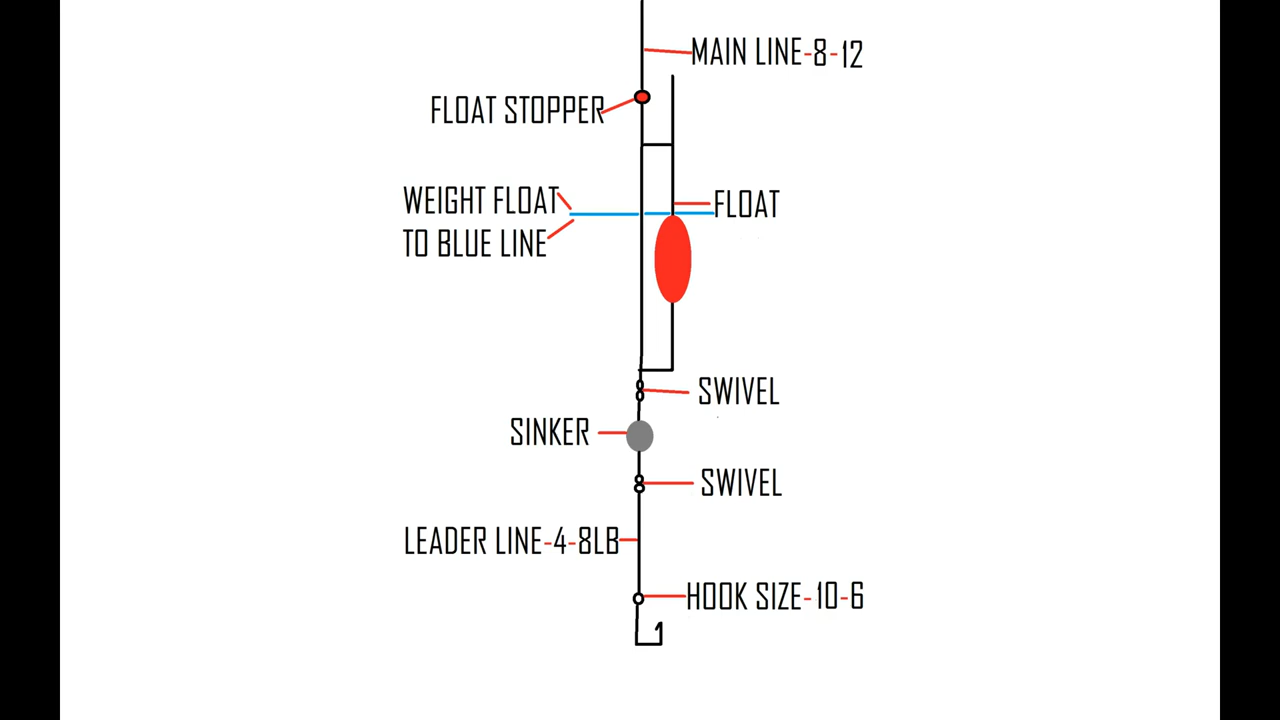 MAIN LINE-8-12
FLOAT STOPPER
WEIGHT FLOAT
TO BLUE LINE
FLOAT
SWIVEL
SINKER
SWIVEL
LEADER LINE-4-8LB
HOOK SIZE-10-6